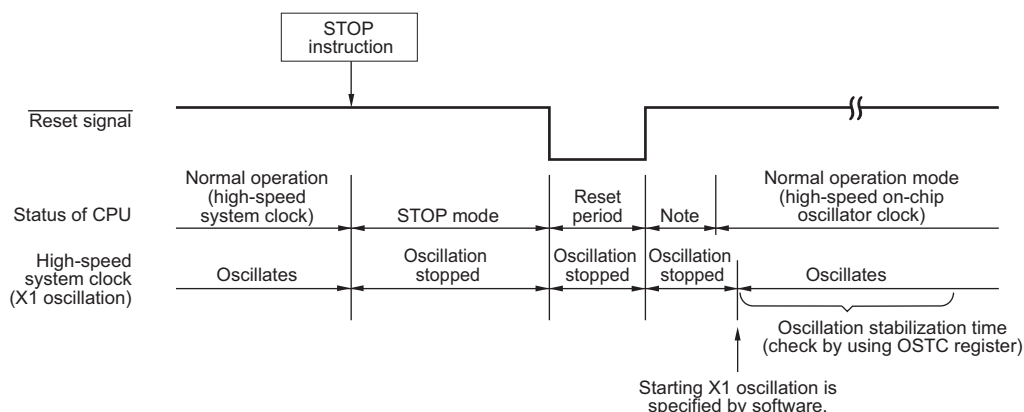 STOP
instruction
Reset signal
Normal operation
(high-speed
system clock)
Status of CPU
STOP mode
Reset
period
Note
Normal operation mode
(high-speed on-chip
oscillator clock)
High-speed
system clock
(X1 oscillation)
Oscillates
Oscillation
stopped
Oscillation
stopped
Oscillation
stopped
Oscillates
Oscillation stabilization time
(check by using OSTC register)
Starting X1 oscillation is
specified by software.